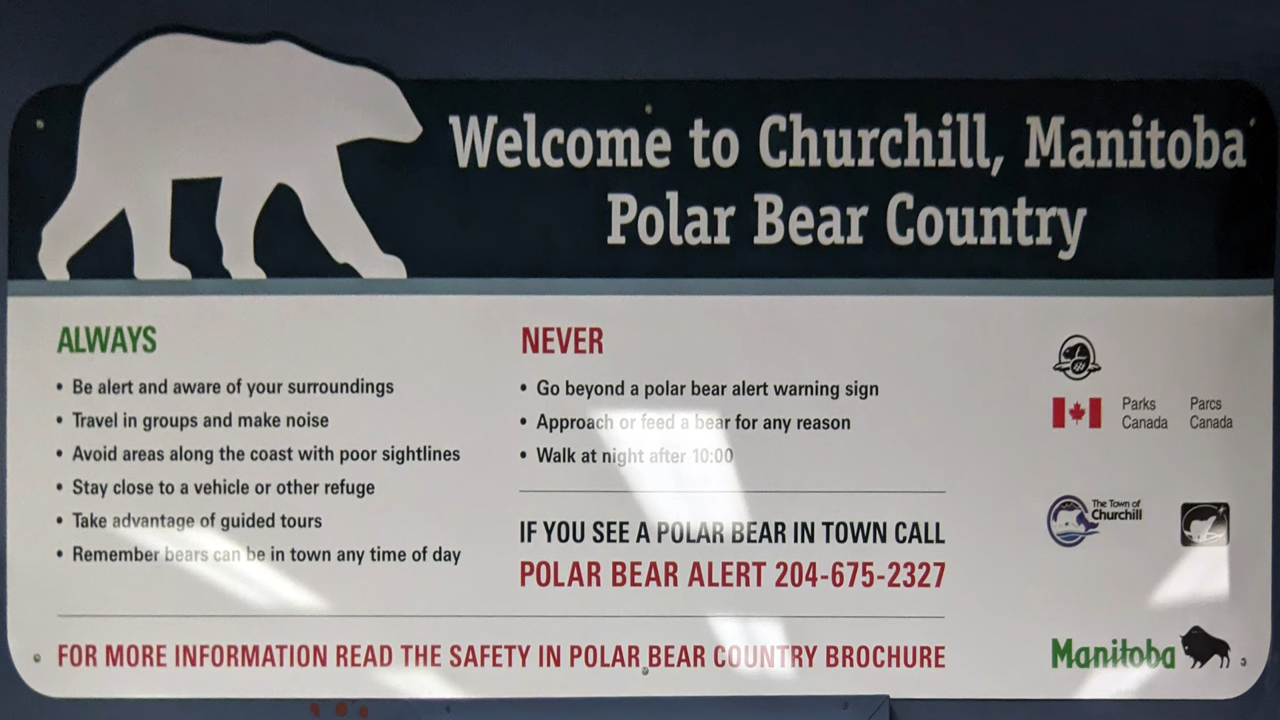 Welcome to Churchill, Manitoba
Polar Bear Country
ALWAYS
• Be alert and aware of your surroundings
• Travel in groups and make noise
• Avoid areas along the coast with poor sightlines
• Stay close to a vehicle or other refuge
• Take advantage of guided tours
• Remember bears can be in town any time of day
NEVER
• Go beyond a polar bear alert warning sign
• Approach or feed a bear for any reason
• Walk at night after 10:00
IF YOU SEE A POLAR BEAR IN TOWN CALL
POLAR BEAR ALERT 204-675-2327
FOR MORE INFORMATION READ THE SAFETY IN POLAR BEAR COUNTRY BROCHURE
Parks
Canada
Parcs
Canada
The Town of
Churchill
Manitoba